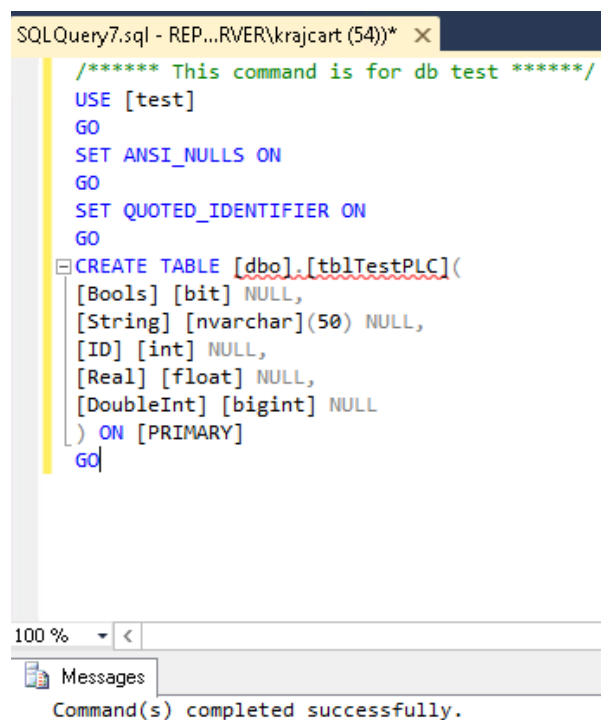 SQLQuery7.sql - REP...RVER\krajcart (54))*
/****** This command is for db test ******/
USE [test]
GO
SET ANSI_NULLS ON
GO
SET QUOTED_IDENTIFIER ON
GO
CREATE TABLE [dbo].[tblTestPLC](
[Bools] [bit] NULL,
[String] [nvarchar](50) NULL,
[ID] [int] NULL,
[Real] [float] NULL,
[DoubleInt] [bigint] NULL
) ON [PRIMARY]
GO
100 %
Messages
Command(s) completed successfully.